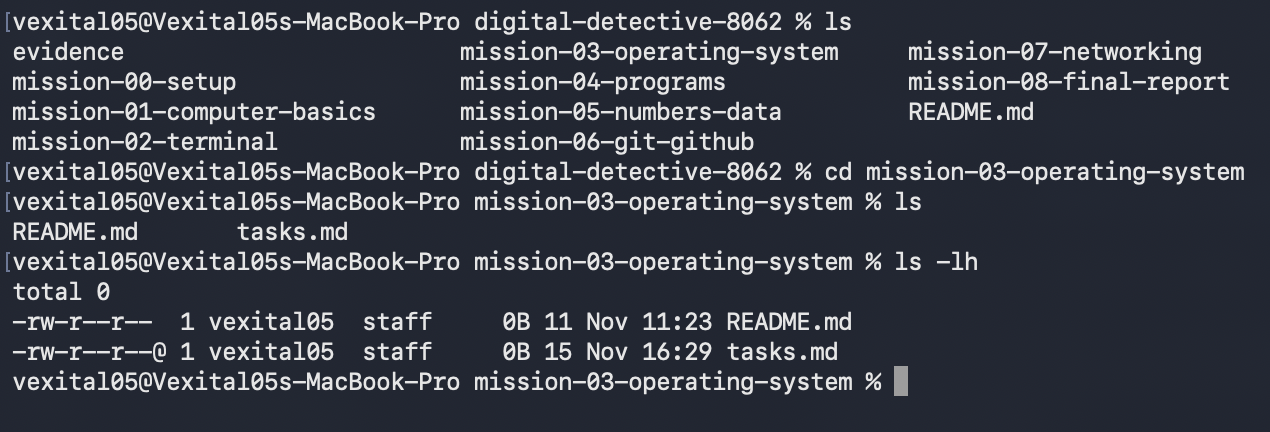 [vexital05@Vexital05s-MacBook-Pro digital-detective-8062 % ls
evidence mission-03-operating-system mission-07-networking
mission-00-setup mission-04-programs mission-08-final-report
mission-01-computer-basics mission-05-numbers-data README.md
mission-02-terminal mission-06-git-github
[vexital05@Vexital05s-MacBook-Pro digital-detective-8062 % cd mission-03-operating-system
[vexital05@Vexital05s-MacBook-Pro mission-03-operating-system % ls
README.md tasks.md
[vexital05@Vexital05s-MacBook-Pro mission-03-operating-system % ls -lh
total 0
-rw-r--r--  1 vexital05  staff     0B 11 Nov 11:23 README.md
-rw-r--r--@ 1 vexital05  staff     0B 15 Nov 16:29 tasks.md
vexital05@Vexital05s-MacBook-Pro mission-03-operating-system %